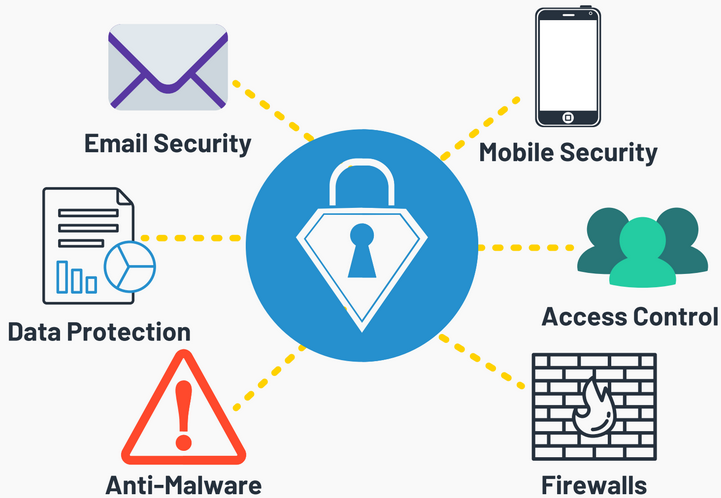 Email Security
Mobile Security
Data Protection
Access Control
Anti-Malware
Firewalls